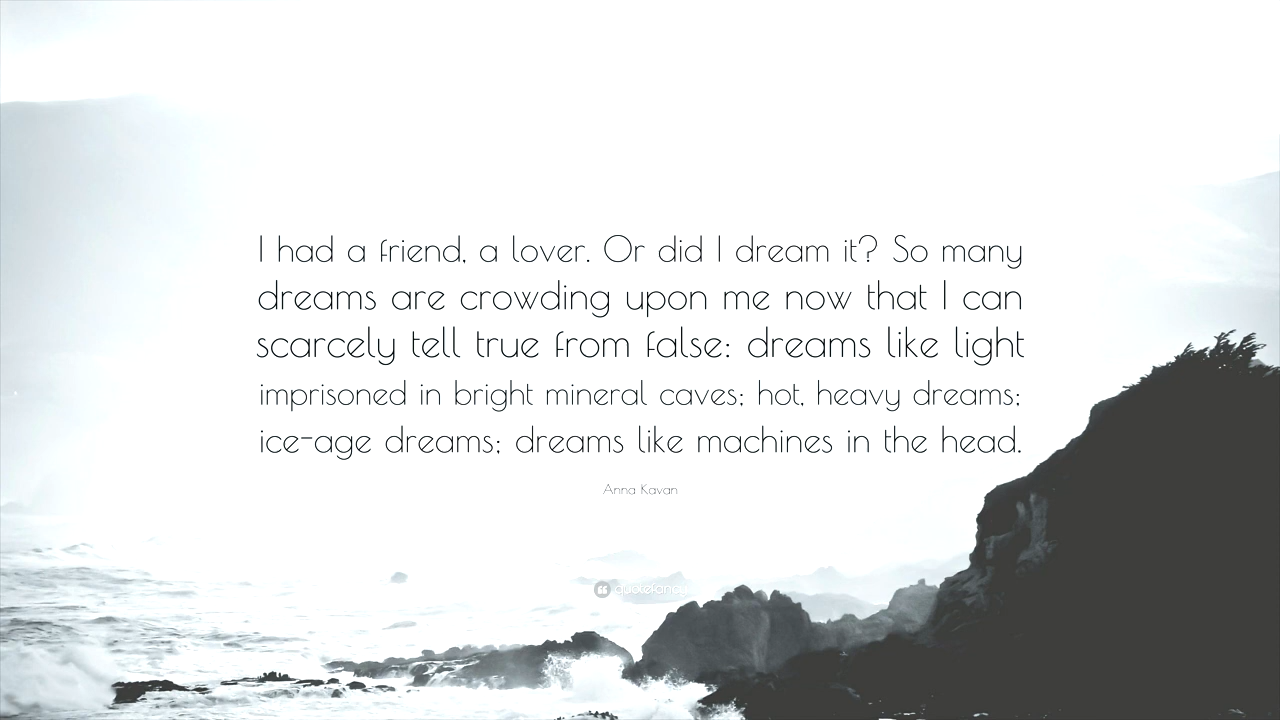 I had a friend, a lover. Or did I dream it? So many
dreams are crowding upon me now that I can
scarcely tell true from false: dreams like light
imprisoned in bright mineral caves; hot, heavy dreams;
ice-age dreams; dreams like machines in the head.
Anna Kavan
quotefancy